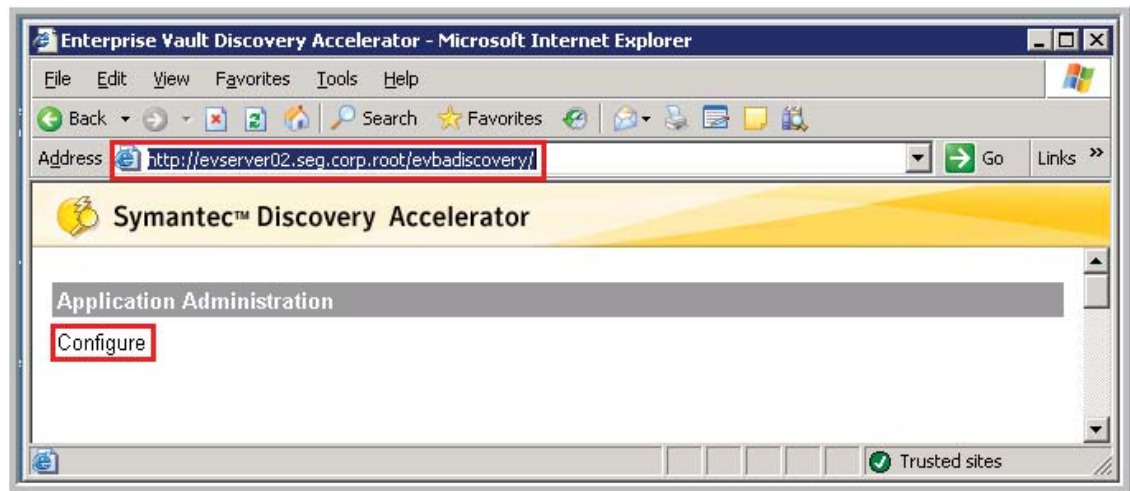 Enterprise Vault Discovery Accelerator - Microsoft Internet Explorer
File Edit View Favorites Tools Help
Back Search Favorites
Address http://evserver02.seg.corp.root/evbadiscovery/ Go Links »
Symantec™ Discovery Accelerator
Application Administration
Configure
Trusted sites